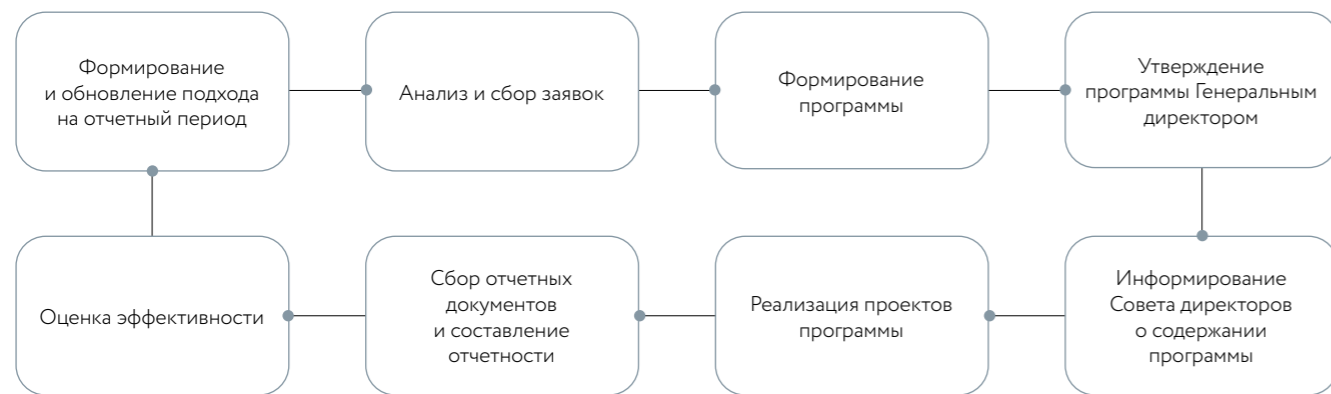 Формирование
и обновление подхода
на отчетный период
Анализ и сбор заявок
Формирование
программы
Утверждение
программы Генеральным
директором
Оценка эффективности
Сбор отчетных
документов
и составление
отчетности
Реализация проектов
программы
Информирование
Совета директоров
о содержании
программы